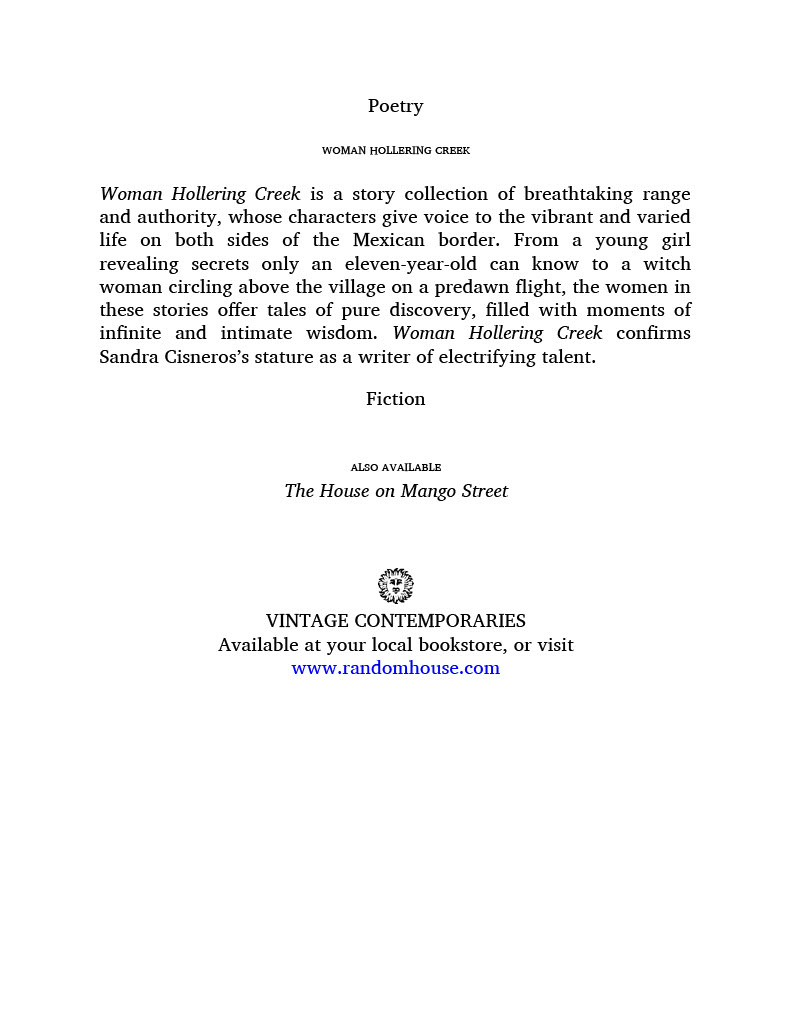 Poetry
WOMAN HOLLERING CREEK
Woman Hollering Creek is a story collection of breathtaking range
and authority, whose characters give voice to the vibrant and varied
life on both sides of the Mexican border. From a young girl
revealing secrets only an eleven-year-old can know to a witch
woman circling above the village on a predawn flight, the women in
these stories offer tales of pure discovery, filled with moments of
infinite and intimate wisdom. Woman Hollering Creek confirms
Sandra Cisneros’s stature as a writer of electrifying talent.
Fiction
ALSO AVAILABLE
The House on Mango Street
VINTAGE CONTEMPORARIES
Available at your local bookstore, or visit
www.randomhouse.com